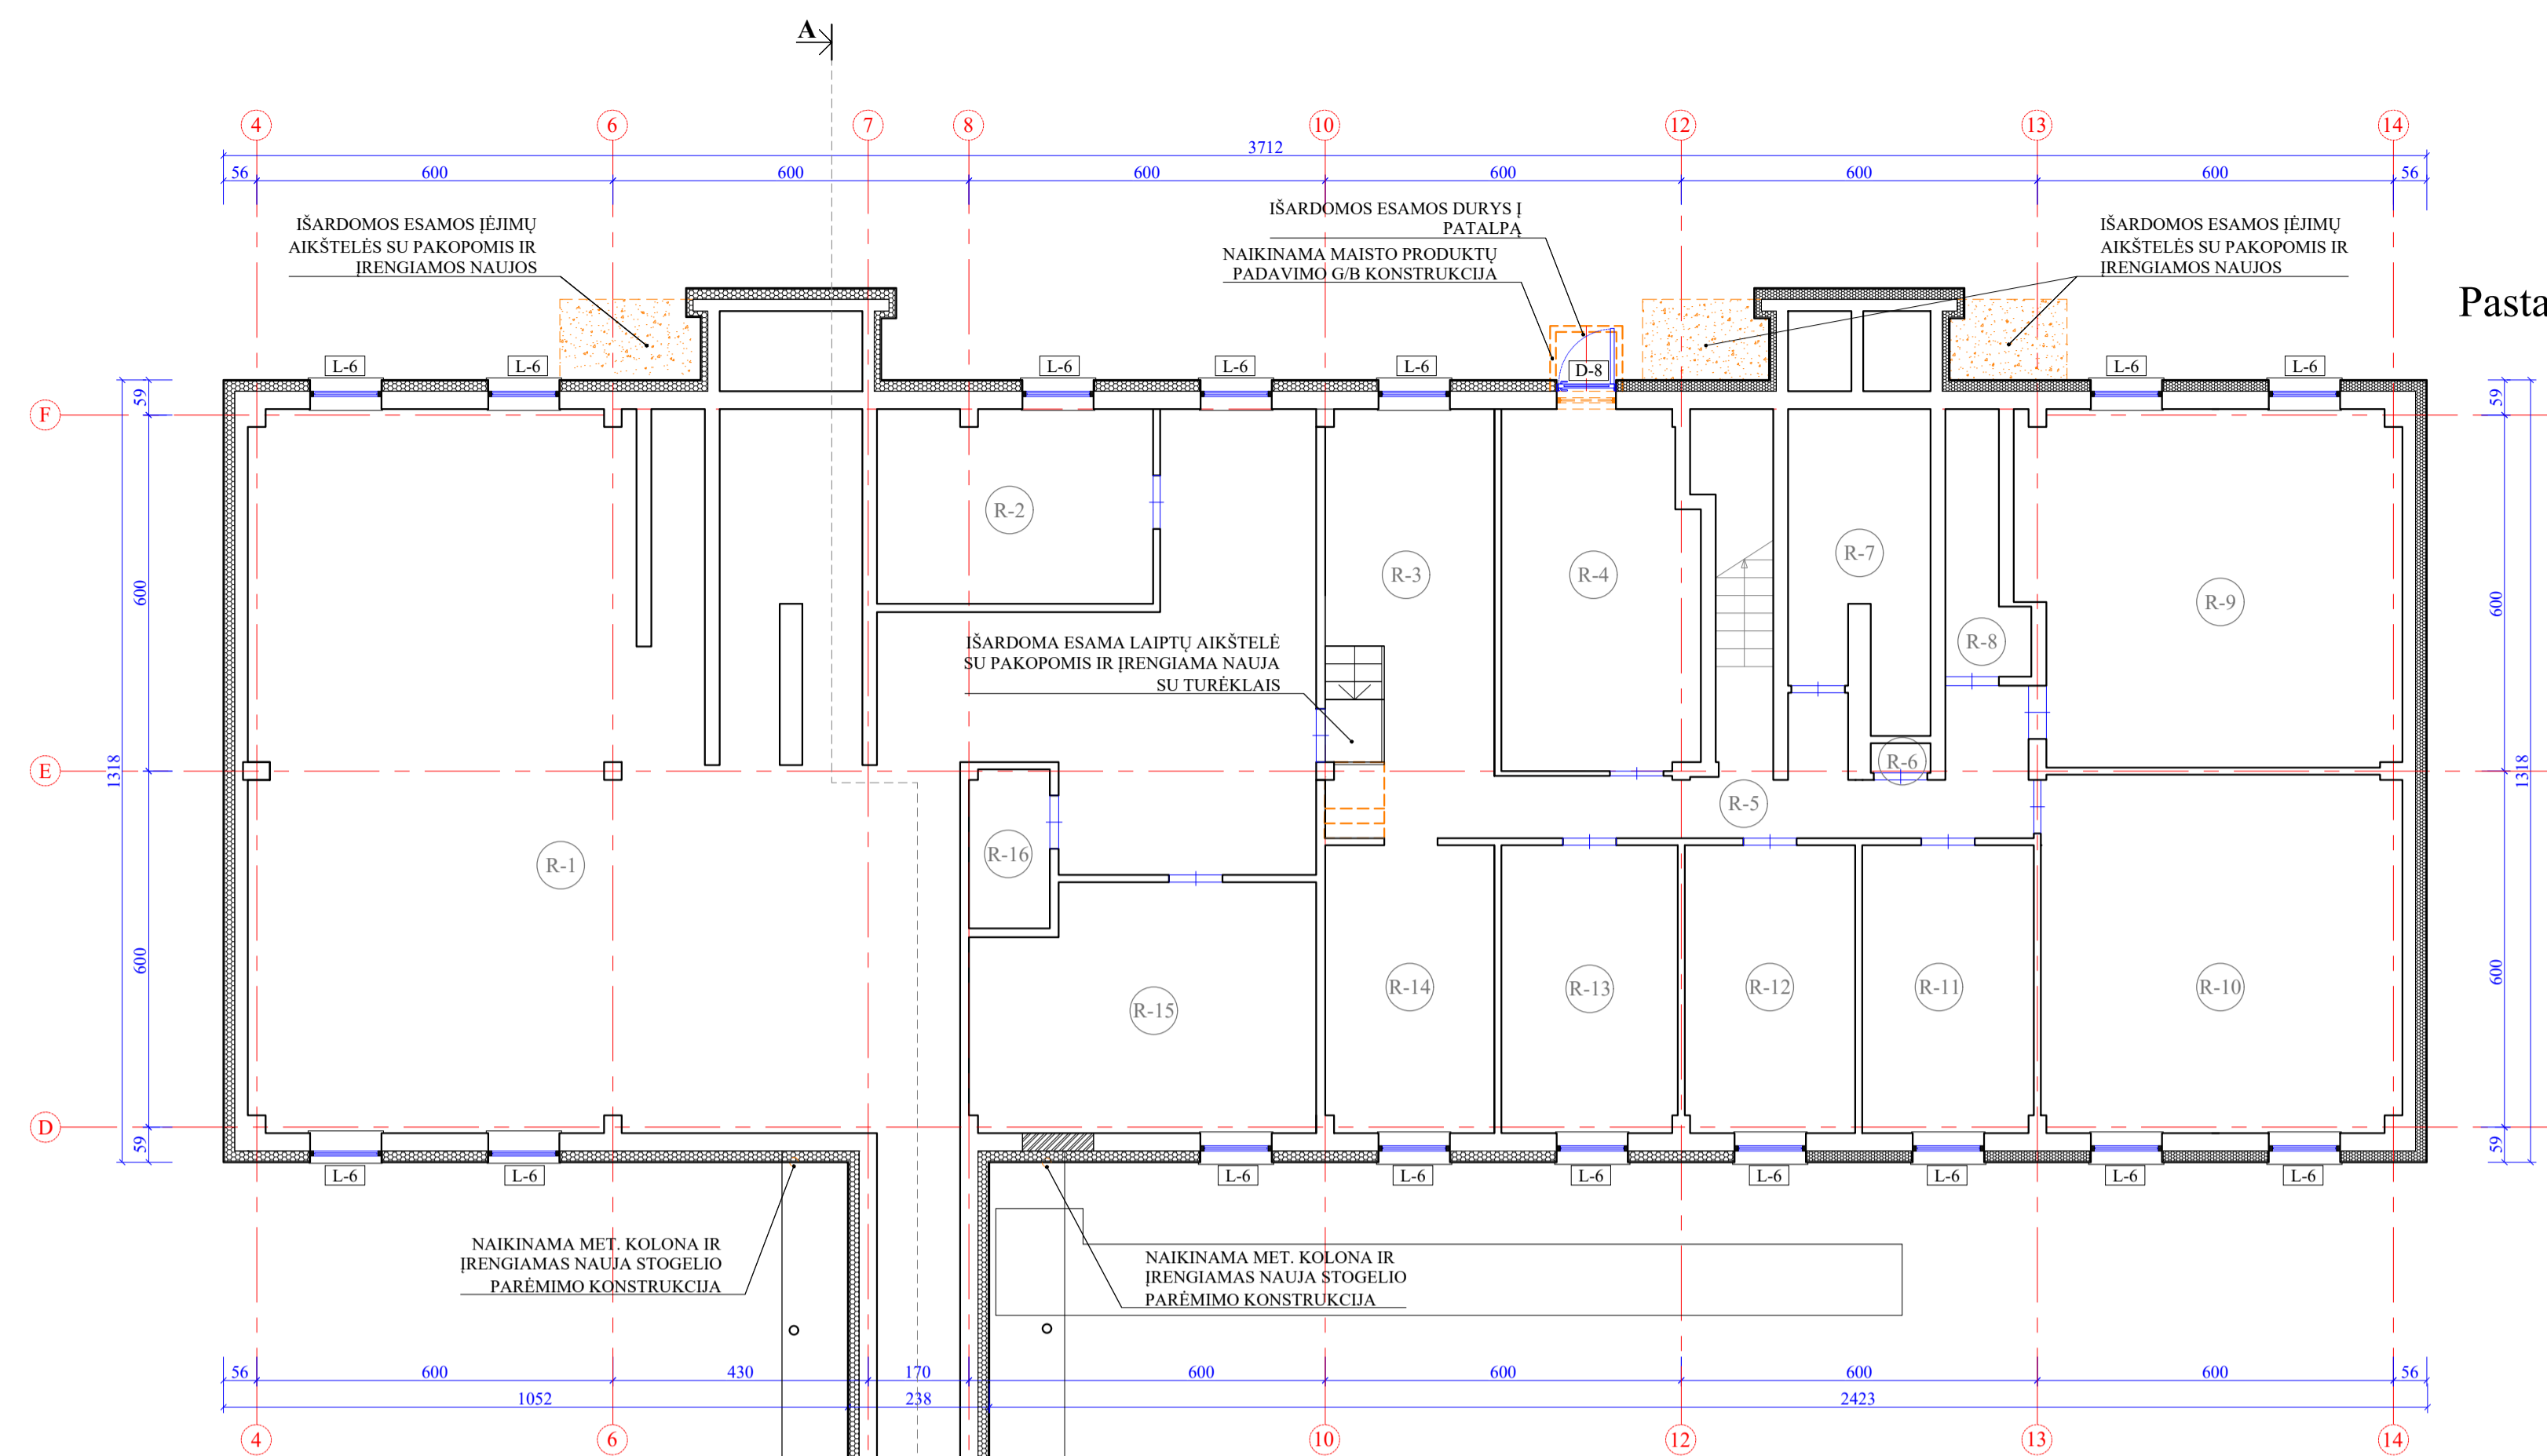 A
4 6 7 8 10 12 13 14
3712
56 600 600 600 600 600 600 56
IŠARDOMOS ESAMOS ĮĖJIMŲ
AIKŠTELĖS SU PAKOPOMIS IR
ĮRENGIAMOS NAUJOS
IŠARDOMOS ESAMOS DURYS Į
PATALPĄ
NAIKINAMA MAISTO PRODUKTŲ
PADAVIMO G/B KONSTRUKCIJA
IŠARDOMOS ESAMOS ĮĖJIMŲ
AIKŠTELĖS SU PAKOPOMIS IR
ĮRENGIAMOS NAUJOS
Pasta
L-6 L-6 L-6 L-6 L-6 D-8 L-6 L-6
59 59
F
R-2
R-3 R-4 R-7
600 R-9 600
R-8
IŠARDOMA ESAMA LAIPTŲ AIKŠTELĖ
SU PAKOPOMIS IR ĮRENGIAMA NAUJA
SU TURĖKLAIS
E 1318 R-6 1318
R-5
R-1 R-16
600 600
R-15 R-14 R-13 R-12 R-11 R-10
D
59 59
L-6 L-6 L-6 L-6 L-6 L-6 L-6 L-6 L-6
NAIKINAMA MET. KOLONA IR
ĮRENGIAMAS NAUJA STOGELIO
PARĖMIMO KONSTRUKCIJA
NAIKINAMA MET. KOLONA IR
ĮRENGIAMAS NAUJA STOGELIO
PARĖMIMO KONSTRUKCIJA
56 600 430 170 600 600 600 600 56
1052 238 2423
4 6 10 12 13 14